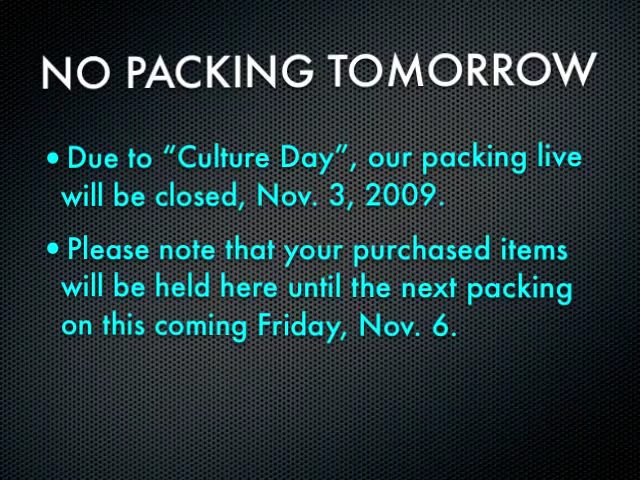 NO PACKING TOMORROW
•Due to “Culture Day”, our packing live
will be closed, Nov. 3, 2009.
•Please note that your purchased items
will be held here until the next packing
on this coming Friday, Nov. 6.